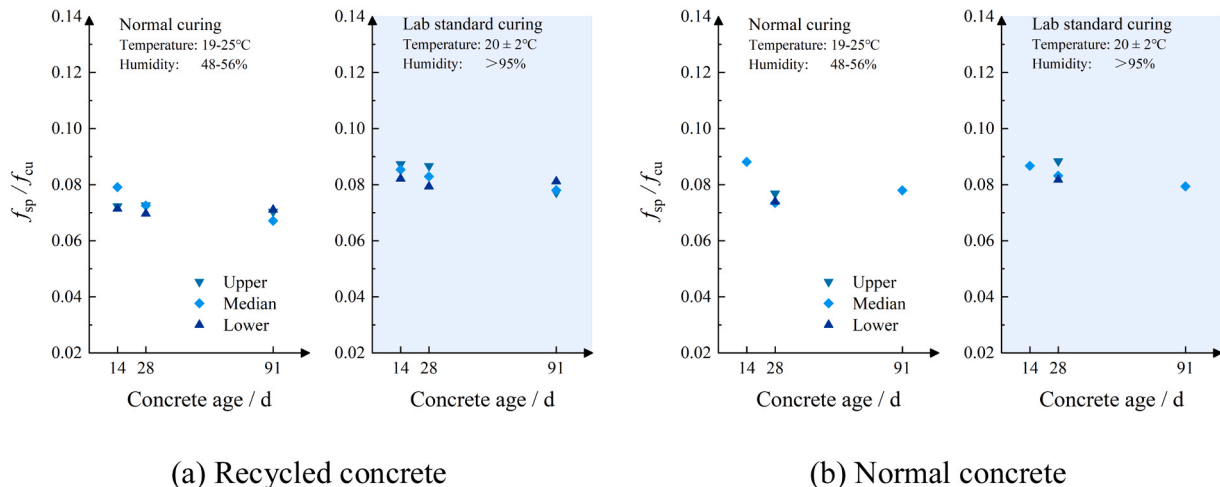 0.14
0.12
0.10
0.08
0.06
0.04
0.02
fsp / fcu
Normal curing
Temperature: 19-25℃
Humidity: 48-56%
Upper
Median
Lower
14 28 91
Concrete age / d
0.14
0.12
0.10
0.08
0.06
0.04
0.02
Lab standard curing
Temperature: 20 ± 2℃
Humidity: ＞95%
14 28 91
Concrete age / d
(a) Recycled concrete
0.14
0.12
0.10
0.08
0.06
0.04
0.02
fsp / fcu
Normal curing
Temperature: 19-25℃
Humidity: 48-56%
Upper
Median
Lower
14 28 91
Concrete age / d
0.14
0.12
0.10
0.08
0.06
0.04
0.02
Lab standard curing
Temperature: 20 ± 2℃
Humidity: ＞95%
14 28 91
Concrete age / d
(b) Normal concrete